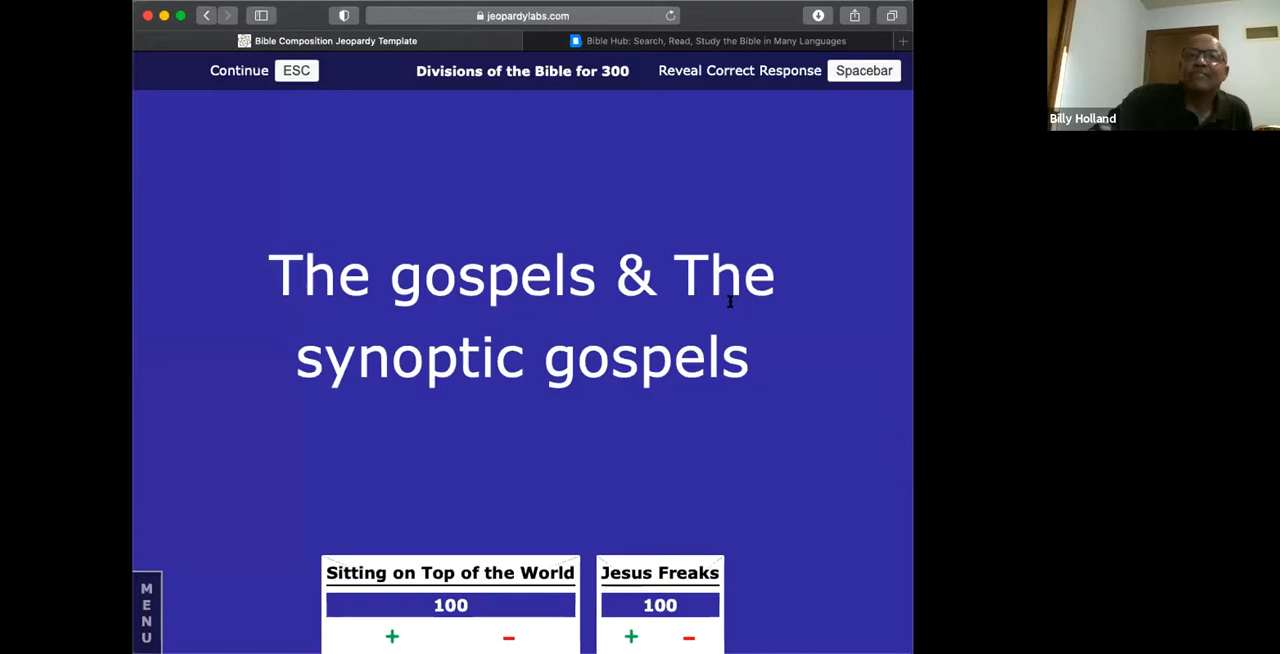 jeopardylabs.com
Bible Composition Jeopardy Template
Bible Hub: Search, Read, Study the Bible in Many Languages
Continue ESC
Divisions of the Bible for 300
Reveal Correct Response Spacebar
Billy Holland
The gospels & The
synoptic gospels
Sitting on Top of the World
100
+ −
Jesus Freaks
100
+ −
MENU